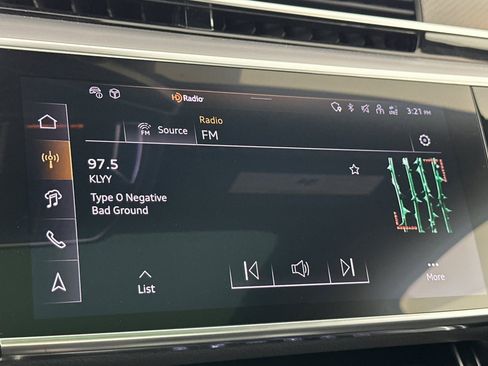 HD Radio
3:21 PM
Radio
FM
Source
FM
97.5
KLYY
Type O Negative
Bad Ground
List
More